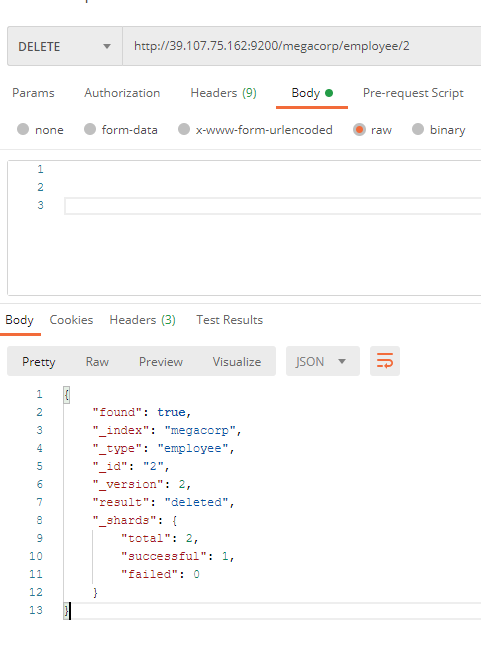 DELETE http://39.107.75.162:9200/megacorp/employee/2
Params Authorization Headers (9) Body Pre-request Script
none form-data x-www-form-urlencoded raw binary
1
2
3
Body Cookies Headers (3) Test Results
Pretty Raw Preview Visualize JSON
1 {
2 "found": true,
3 "_index": "megacorp",
4 "_type": "employee",
5 "_id": "2",
6 "_version": 2,
7 "result": "deleted",
8 "_shards": {
9 "total": 2,
10 "successful": 1,
11 "failed": 0
12 }
13 }